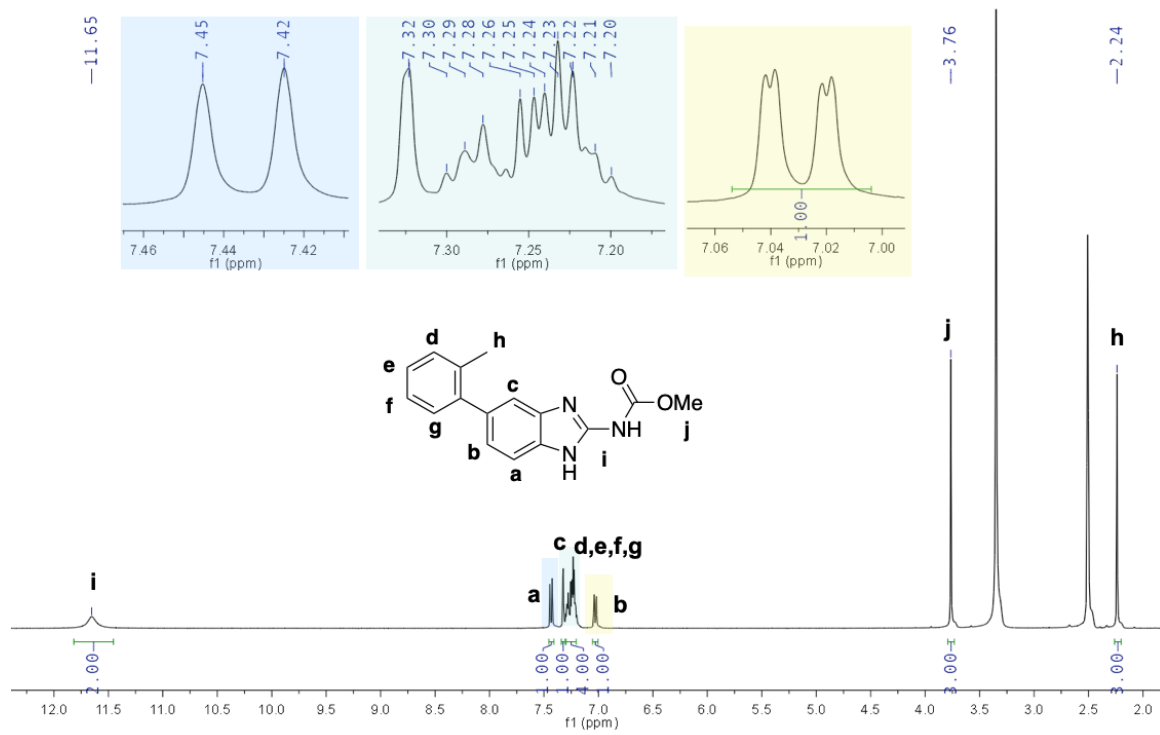 —11.65
—7.45
—7.42
7.32
7.30
7.29
7.28
7.26
7.25
7.24
7.23
7.22
7.21
7.20
—3.76
—2.24
7.46 7.44 7.42
f1 (ppm)
7.30 7.25 7.20
f1 (ppm)
1.00
7.06 7.04 7.02 7.00
f1 (ppm)
d
h
e
c
O
f
N
OMe
g
NH
j
b
N
H
i
a
j
h
i
a
c
d,e,f,g
b
2.00
1.00
1.00
4.00
1.00
3.00
3.00
12.0 11.5 11.0 10.5 10.0 9.5 9.0 8.5 8.0 7.5 7.0 6.5 6.0 5.5 5.0 4.5 4.0 3.5 3.0 2.5 2.0
f1 (ppm)